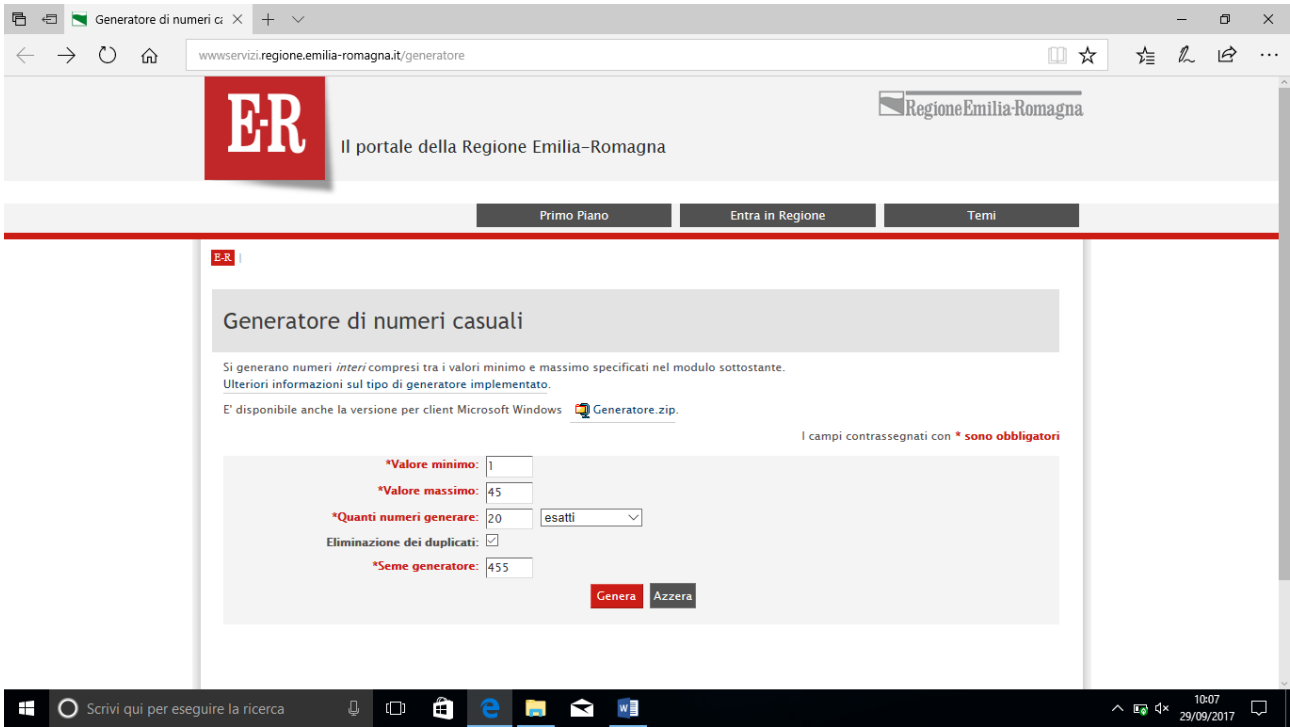 Generatore di numeri ca
wwwservizi.regione.emilia-romagna.it/generatore
E-R
RegioneEmilia-Romagna
Il portale della Regione Emilia-Romagna
Primo Piano
Entra in Regione
Temi
E-R |
Generatore di numeri casuali
Si generano numeri interi compresi tra i valori minimo e massimo specificati nel modulo sottostante.
Ulteriori informazioni sul tipo di generatore implementato.
E' disponibile anche la versione per client Microsoft Windows Generatore.zip.
I campi contrassegnati con * sono obbligatori
*Valore minimo: 1
*Valore massimo: 45
*Quanti numeri generare: 20 esatti
Eliminazione dei duplicati:
*Seme generatore: 455
Genera
Azzera
Scrivi qui per eseguire la ricerca
10:07
29/09/2017